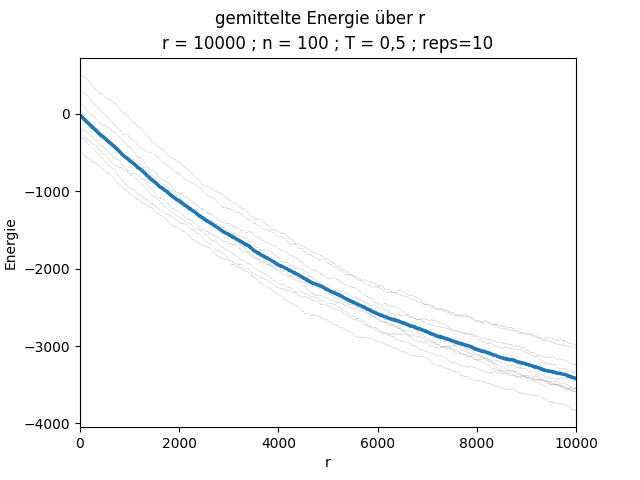 gemittelte Energie über r
r = 10000 ; n = 100 ; T = 0,5 ; reps=10
Energie
0
−1000
−2000
−3000
−4000
0 2000 4000 6000 8000 10000
r